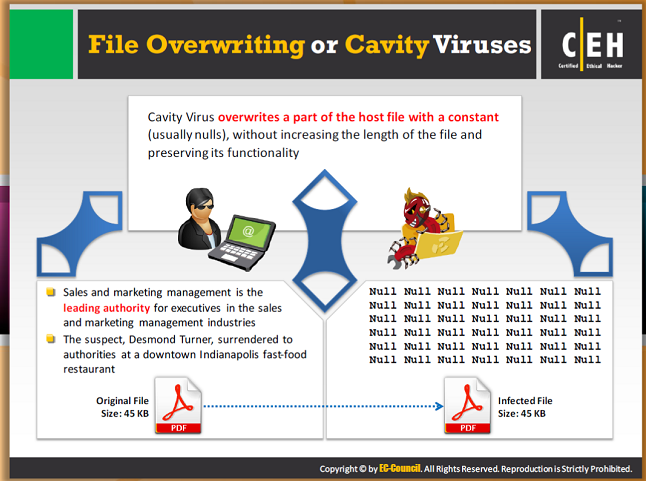 File Overwriting or Cavity Viruses
C|EH
Certified Ethical Hacker
Cavity Virus overwrites a part of the host file with a constant
(usually nulls), without increasing the length of the file and
preserving its functionality
@
Sales and marketing management is the
leading authority for executives in the sales
and marketing management industries
The suspect, Desmond Turner, surrendered to
authorities at a downtown Indianapolis fast-food
restaurant
Null Null Null Null Null Null Null
Null Null Null Null Null Null Null
Null Null Null Null Null Null Null
Null Null Null Null Null Null Null
Null Null Null Null Null Null Null
Null Null Null Null Null Null Null
Original File
Size: 45 KB
PDF
PDF
Infected File
Size: 45 KB
Copyright © by EC-Council. All Rights Reserved. Reproduction is Strictly Prohibited.